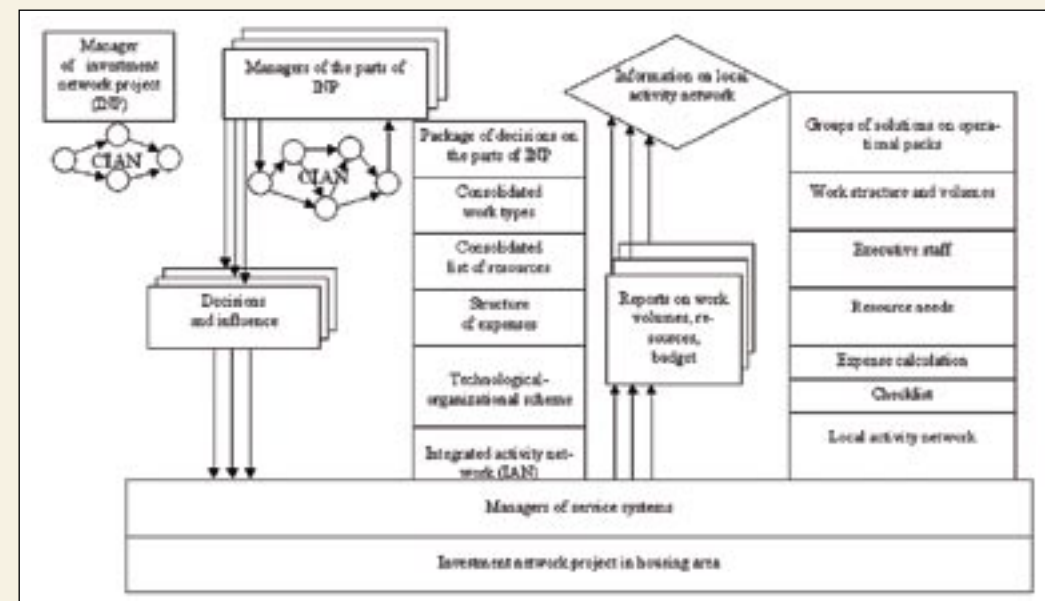 Manager
of investment
network project
(INP)
CIAN
Managers of the parts of
INP
CIAN
Decisions
and influence
Package of decisions on
the parts of INP
Consolidated
work types
Consolidated
list of resources
Structure
of expenses
Technological-
organizational scheme
Integrated activity net-
work (IAN)
Information on local
activity network
Reports on work
volumes, re-
sources,
budget
Groups of solutions on opera-
tional packs
Work structure and volumes
Executive staff
Resource needs
Expense calculation
Checklist
Local activity network
Managers of service systems
Investment network project in housing area